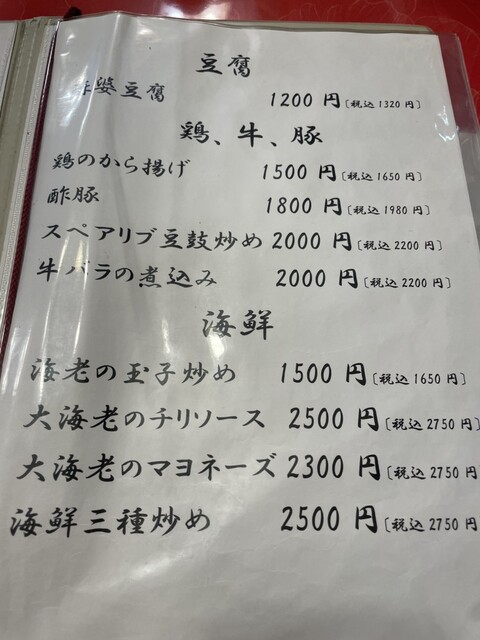 豆腐
麻婆豆腐 1200 円〔税込 1320 円〕
鶏、牛、豚
鶏のから揚げ 1500 円〔税込 1650 円〕
酢豚 1800 円〔税込 1980 円〕
スペアリブ豆鼓炒め 2000 円〔税込 2200 円〕
牛バラの煮込み 2000 円〔税込 2200 円〕
海鮮
海老の玉子炒め 1500 円〔税込 1650 円〕
大海老のチリソース 2500 円〔税込 2750 円〕
大海老のマヨネーズ 2300 円〔税込 2750 円〕
海鮮三種炒め 2500 円〔税込 2750 円〕